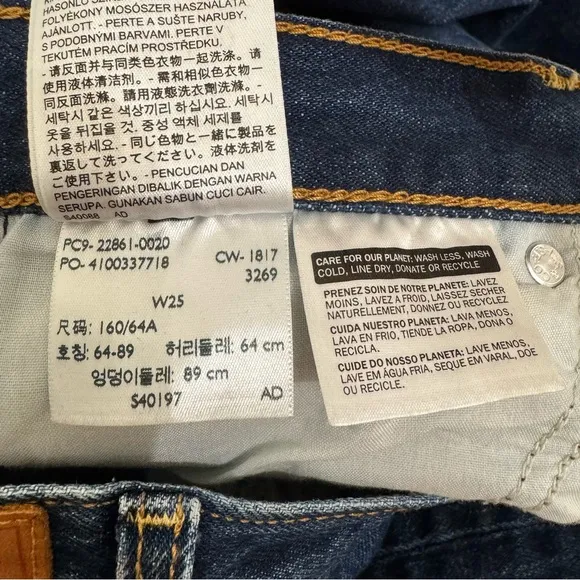 HASONLÓ
FOLYÉKONY MOSÓSZER HASZNÁLATA
AJÁNLOTT. - PERTE A SUŠTE NARUBY,
S PODOBNÝMI BARVAMI. PERTE V
TEKUTÉM PRACÍM PROSTŘEDKU.
- 请反面并与同类色衣物一起洗涤。请
使用液体清洁剂。- 需和相似色衣物一
同反面洗滌。請用液態洗衣劑洗滌。-
세탁시 같은 색상끼리 하십시요. 세탁시
옷을 뒤집을 것. 중성 액체 세제를
사용하세요. - 同じ色衣物と一緒に製品を
裏返して洗って下さい。液体洗剤を
ご使用下さい。- PENCUCIAN DAN
PENGERINGAN DIBALIK DENGAN WARNA
SERUPA. GUNAKAN SABUN CUCI CAIR.
S40088 AD
PC9- 22861-0020
PO- 4100337718 CW- 1817
3269
W25
尺码: 160/64A
호칭: 64-89 허리둘레: 64 cm
엉덩이둘레: 89 cm
S40197 AD
CARE FOR OUR PLANET: WASH LESS, WASH
COLD, LINE DRY, DONATE OR RECYCLE
PRENEZ SOIN DE NOTRE PLANETE: LAVEZ
MOINS, LAVEZ A FROID, LAISSEZ SECHER
NATURELLEMENT, DONNEZ OU RECYCLEZ
CUIDA NUESTRO PLANETA: LAVA MENOS,
LAVA EN FRIO, TIENDE LA ROPA, DONA O
RECICLA.
CUIDE DO NOSSO PLANETA: LAVE MENOS,
LAVE EM ÁGUA FRIA, SEQUE EM VARAL, DOE
OU RECICLE.